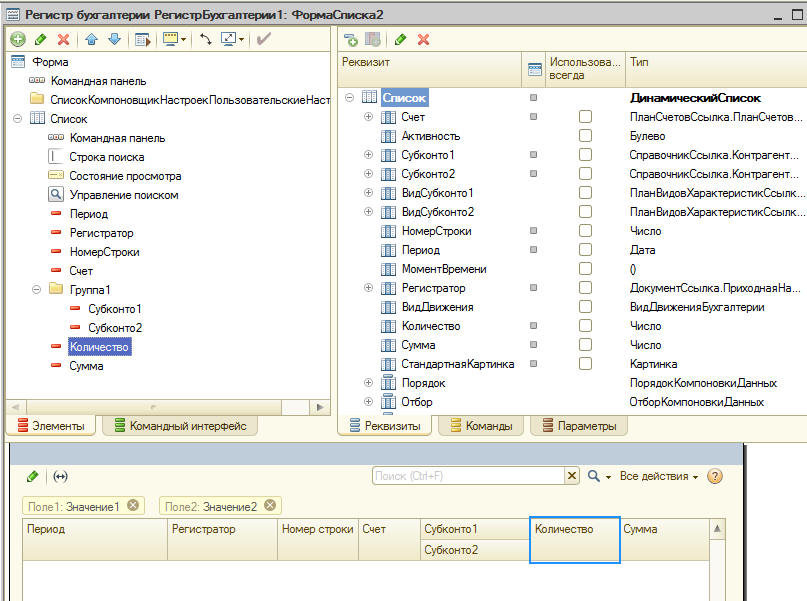 Регистр бухгалтерии РегистрБухгалтерии1: ФормаСписка2
Форма
Командная панель
СписокКомпоновщикНастроекПользовательскиеНаст
Список
Командная панель
Строка поиска
Состояние просмотра
Управление поиском
Период
Регистратор
НомерСтроки
Счет
Группа1
Субконто1
Субконто2
Количество
Сумма
Элементы
Командный интерфейс
Реквизит
Использова...
всегда
Тип
Список
ДинамическийСписок
Счет
ПланСчетовСсылка.ПланСчетов...
Активность
Булево
Субконто1
СправочникСсылка.Контрагент...
Субконто2
СправочникСсылка.Контрагент...
ВидСубконто1
ПланВидовХарактеристикСсылк...
ВидСубконто2
ПланВидовХарактеристикСсылк...
НомерСтроки
Число
Период
Дата
МоментВремени
()
Регистратор
ДокументСсылка.ПриходнаяНа...
ВидДвижения
ВидДвиженияБухгалтерии
Количество
Число
Сумма
Число
СтандартнаяКартинка
Картинка
Порядок
ПорядокКомпоновкиДанных
Отбор
ОтборКомпоновкиДанных
Реквизиты
Команды
Параметры
Поиск (Ctrl+F)
Все действия
?
Поле1: Значение1
Поле2: Значение2
Период
Регистратор
Номер строки
Счет
Субконто1
Субконто2
Количество
Сумма